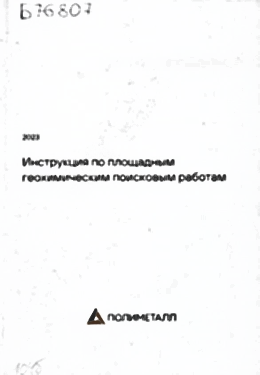 Б76807
2023
Инструкция по площадным
геохимическим поисковым работам
ПОЛИМЕТАЛЛ